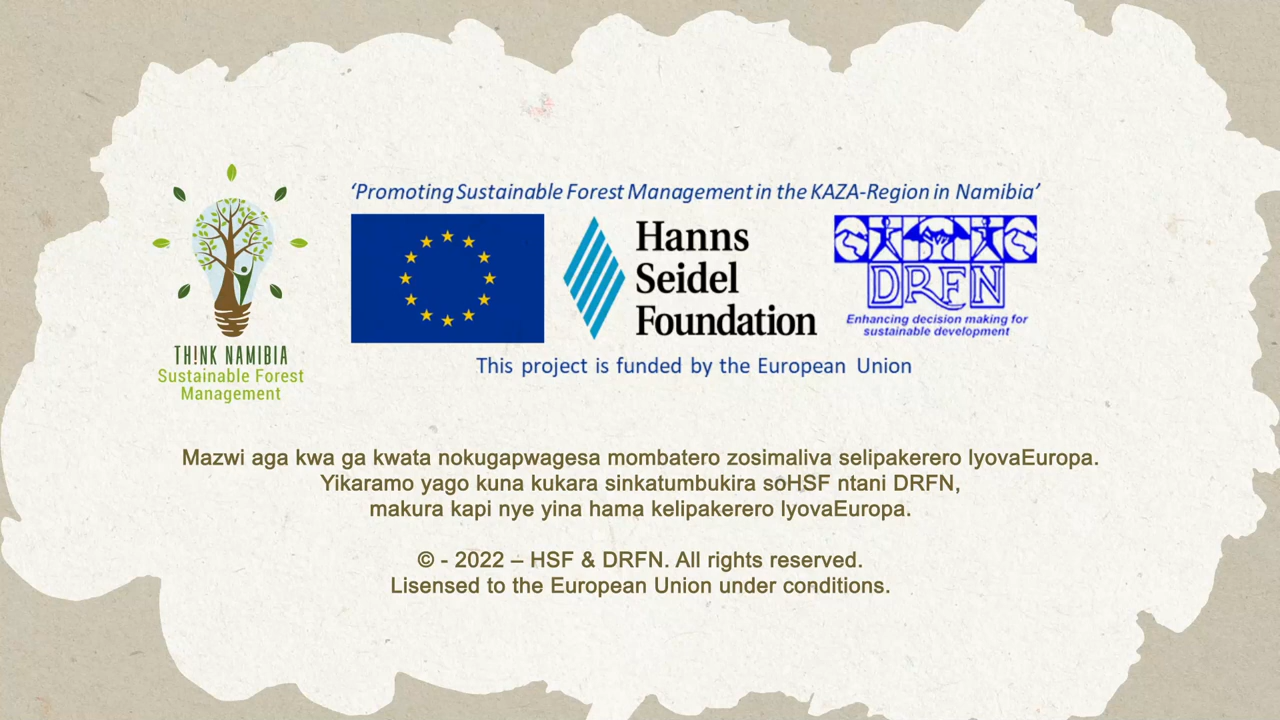 ‘Promoting Sustainable Forest Management in the KAZA-Region in Namibia’
Hanns
Seidel
Foundation
DRFN
Enhancing decision making for
sustainable development
TH!NK NAMIBIA
Sustainable Forest
Management
This project is funded by the European Union
Mazwi aga kwa ga kwata nokugapwagesa mombatero zosimaliva selipakerero lyovaEuropa.
Yikaramo yago kuna kukara sinkatumbukira soHSF ntani DRFN,
makura kapi nye yina hama kelipakerero lyovaEuropa.
© - 2022 – HSF & DRFN. All rights reserved.
Lisensed to the European Union under conditions.